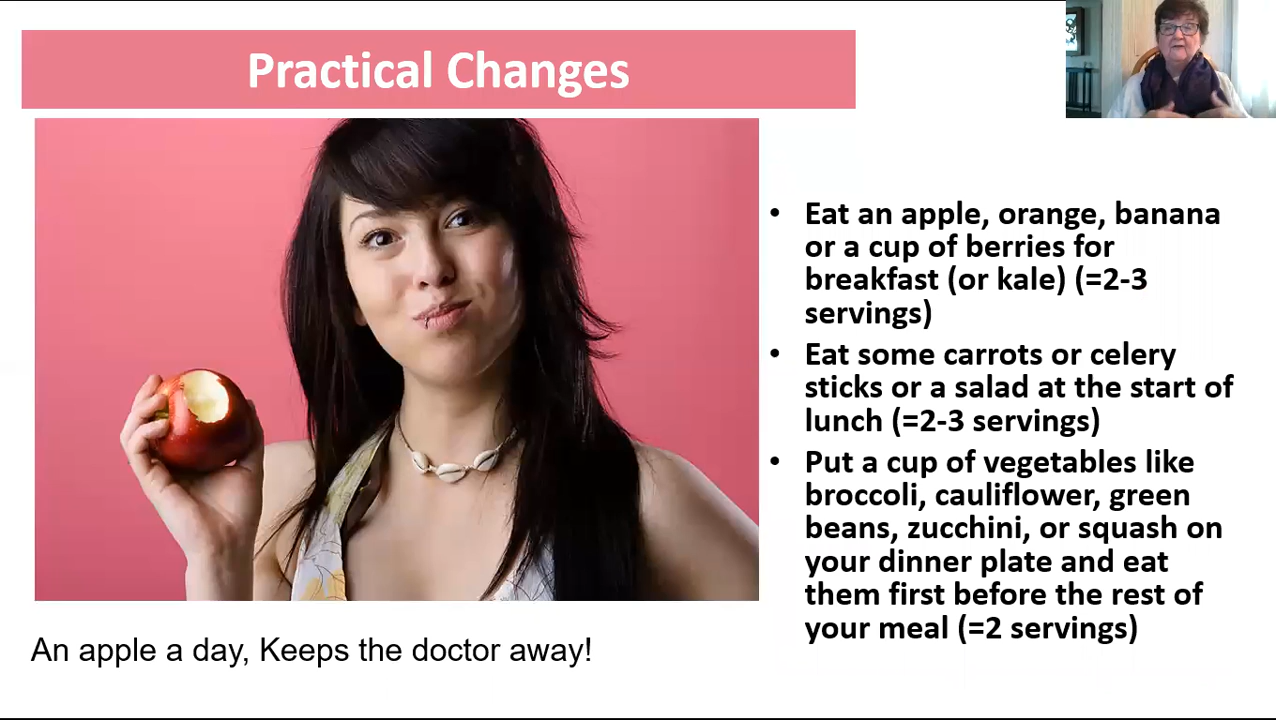 Practical Changes
• Eat an apple, orange, banana
or a cup of berries for
breakfast (or kale) (=2-3
servings)
• Eat some carrots or celery
sticks or a salad at the start of
lunch (=2-3 servings)
• Put a cup of vegetables like
broccoli, cauliflower, green
beans, zucchini, or squash on
your dinner plate and eat
them first before the rest of
your meal (=2 servings)
An apple a day, Keeps the doctor away!